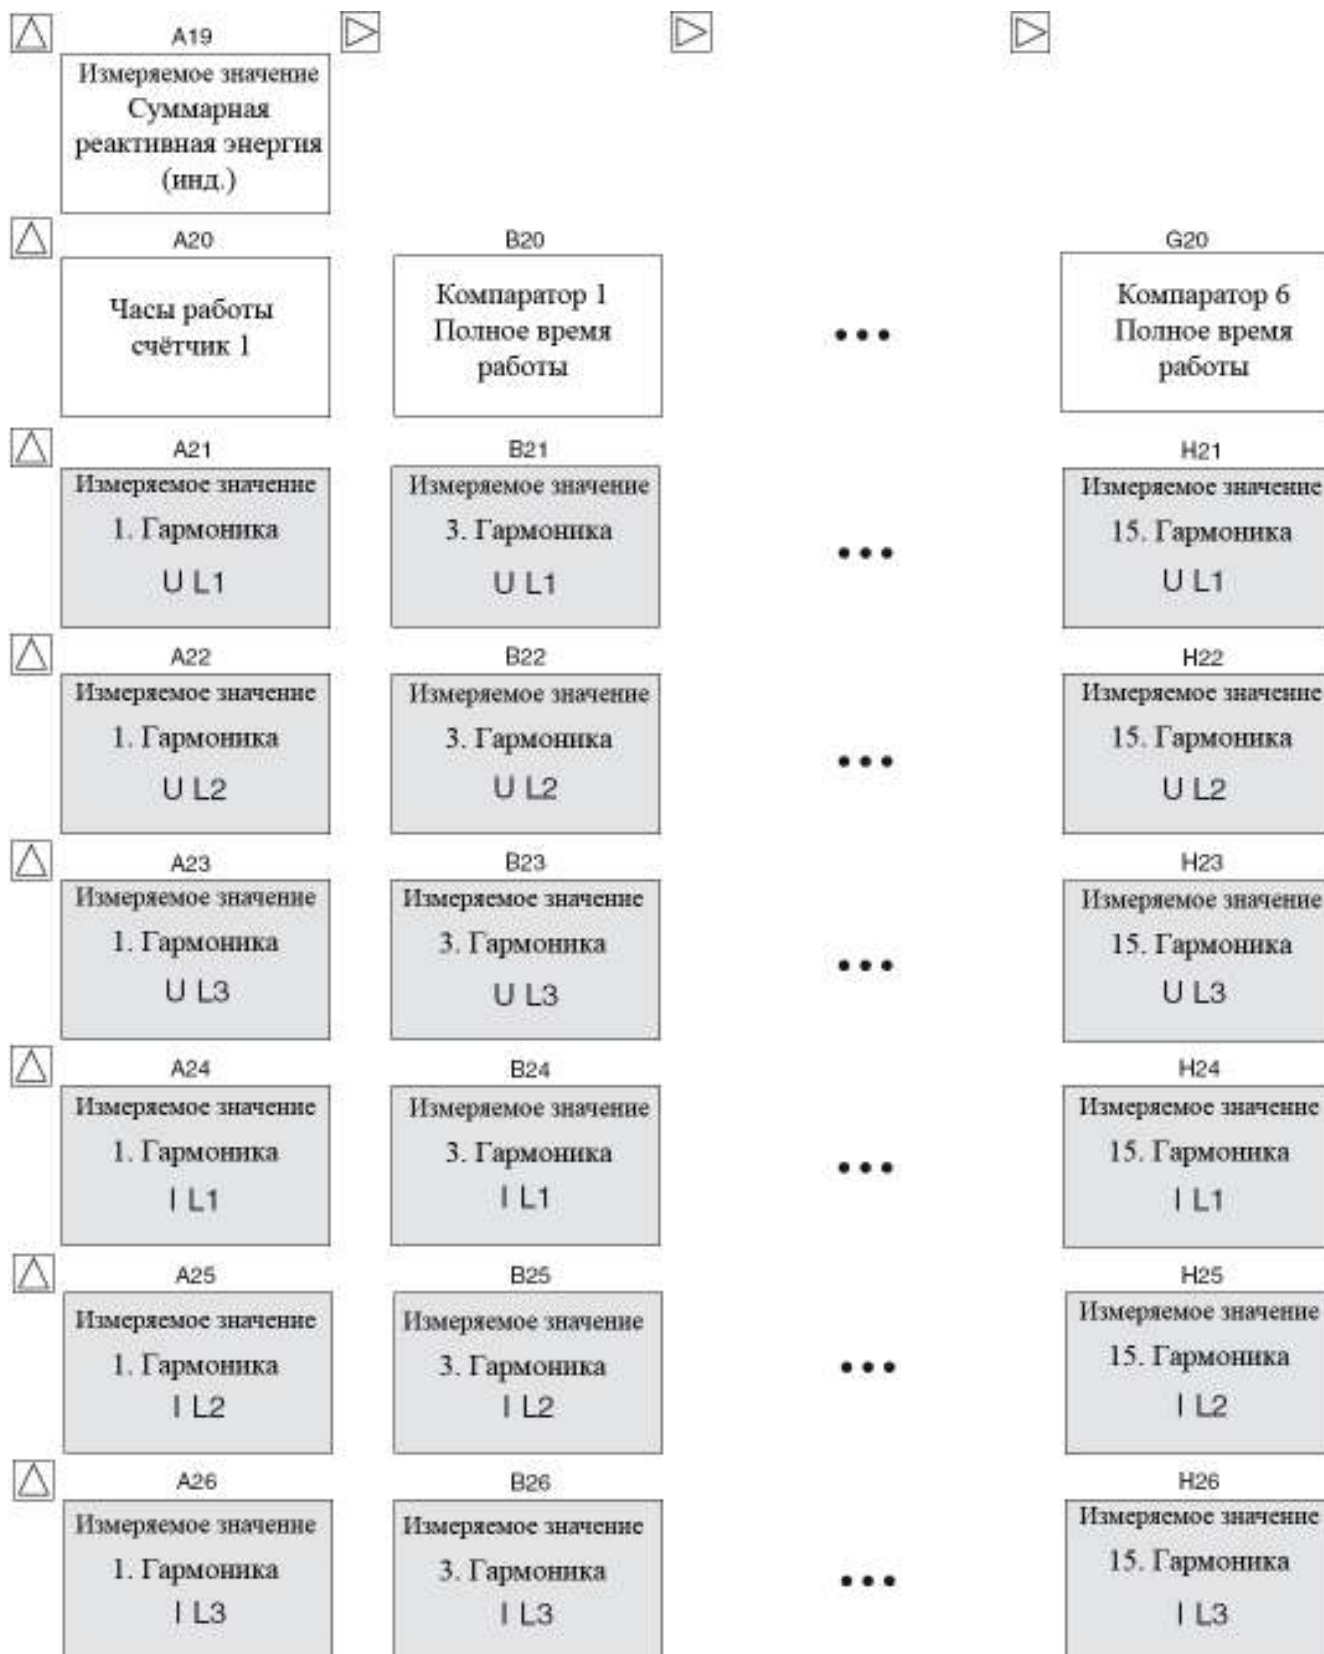 A19
Измеряемое значение
Суммарная
реактивная энергия
(инд.)
A20
Часы работы
счётчик 1
B20
Компаратор 1
Полное время
работы
•••
G20
Компаратор 6
Полное время
работы
A21
Измеряемое значение
1. Гармоника
U L1
B21
Измеряемое значение
3. Гармоника
U L1
•••
H21
Измеряемое значение
15. Гармоника
U L1
A22
Измеряемое значение
1. Гармоника
U L2
B22
Измеряемое значение
3. Гармоника
U L2
•••
H22
Измеряемое значение
15. Гармоника
U L2
A23
Измеряемое значение
1. Гармоника
U L3
B23
Измеряемое значение
3. Гармоника
U L3
•••
H23
Измеряемое значение
15. Гармоника
U L3
A24
Измеряемое значение
1. Гармоника
I L1
B24
Измеряемое значение
3. Гармоника
I L1
•••
H24
Измеряемое значение
15. Гармоника
I L1
A25
Измеряемое значение
1. Гармоника
I L2
B25
Измеряемое значение
3. Гармоника
I L2
•••
H25
Измеряемое значение
15. Гармоника
I L2
A26
Измеряемое значение
1. Гармоника
I L3
B26
Измеряемое значение
3. Гармоника
I L3
•••
H26
Измеряемое значение
15. Гармоника
I L3